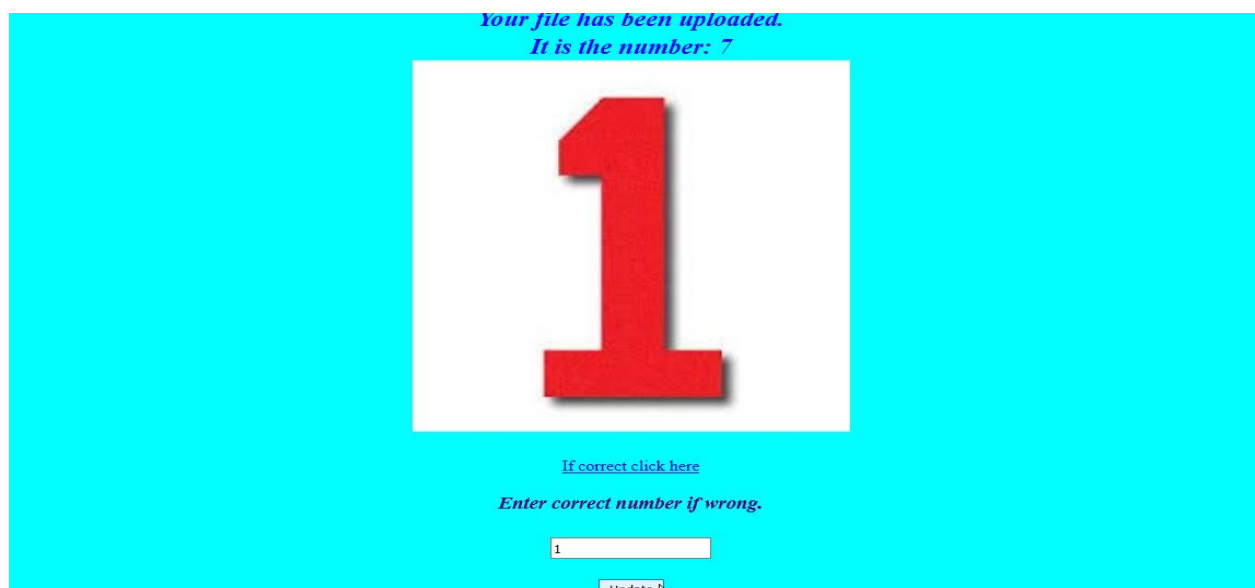 Your file has been uploaded.
It is the number: 7
1
If correct click here
Enter correct number if wrong.
1
Update